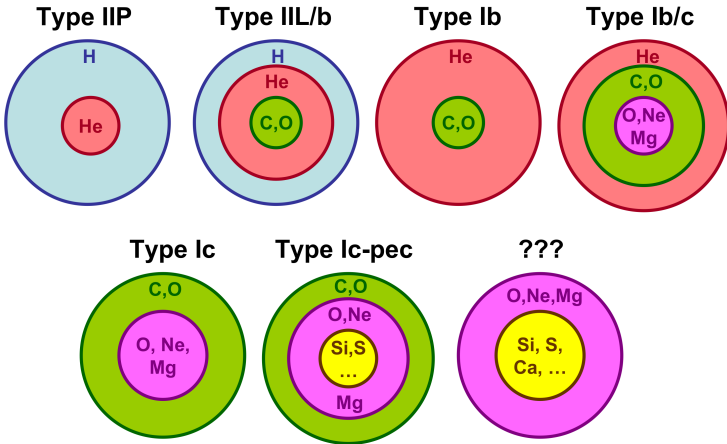 Type IIP
Type IIL/b
Type Ib
Type Ib/c
H
He
H
He
C,O
He
C,O
He
C,O
O,Ne
Mg
Type Ic
Type Ic-pec
???
C,O
O, Ne,
Mg
C,O
O,Ne
Si,S
...
Mg
O,Ne,Mg
Si, S,
Ca, ...